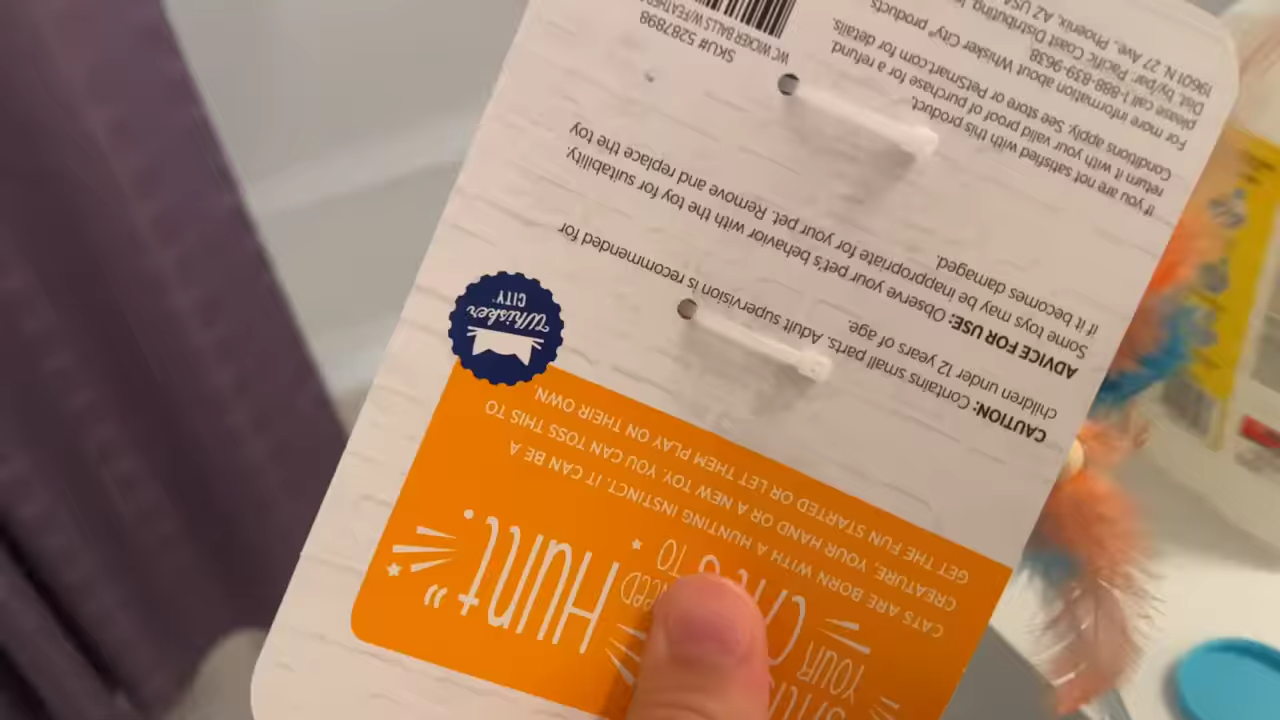 YOUR
NEED TO
Hunt."
CATS ARE BORN WITH A HUNTING INSTINCT. IT CAN BE A
CREATURE, YOUR HAND OR A NEW TOY. YOU CAN TOSS THIS TO
GET THE FUN STARTED OR LET THEM PLAY ON THEIR OWN.
Whisker
CITY
CAUTION: Contains small parts. Adult supervision is recommended for
children under 12 years of age.
ADVICE FOR USE: Observe your pet's behavior with the toy for suitability.
Some toys may be inappropriate for your pet. Remove and replace the toy
if it becomes damaged.
If you are not satisfied with this product,
return it with your valid proof of purchase for a refund.
Conditions apply. See store or PetSmart.com for details.
For more information about Whisker City® products,
please call 1-888-839-9638
Dist. by/par: Pacific Coast Distributing,
19601 N. 27 Ave., Phoenix, AZ USA
WC WICKER BALLS W/FEATHER
SKU# 5287898